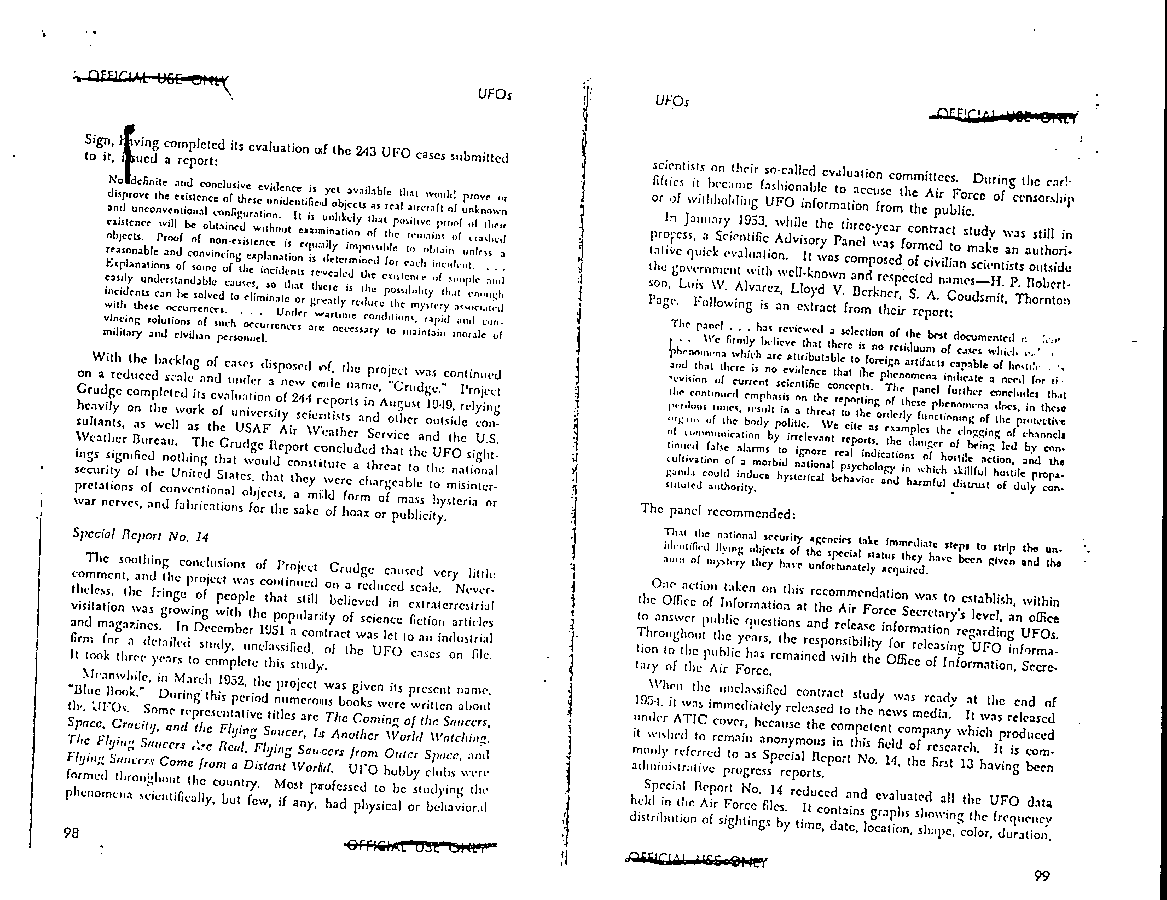 OFFICIAL USE ONLY
UFOs
Sign, having completed its evaluation of the 243 UFO cases submitted
to it, issued a report:
No definite and conclusive evidence is yet available that would prove or
disprove the existence of these unidentified objects as real aircraft of unknown
and unconventional configuration. It is unlikely that positive proof of their
existence will be obtained without examination of the remains of crashed
objects. Proof of non-existence is equally impossible to obtain unless a
reasonable and convincing explanation is determined for each incident. . . .
Explanations of some of the incidents revealed the existence of simple and
easily understandable causes, so that there is the possibility that enough
incidents can be solved to eliminate or greatly reduce the mystery associated
with these occurrences. . . . Under wartime conditions, rapid and con-
vincing solutions of such occurrences are necessary to maintain morale of
military and civilian personnel.
With the backlog of cases disposed of, the project was continued
on a reduced scale and under a new code name, "Grudge." Project
Grudge completed its evaluation of 244 reports in August 1949, relying
heavily on the work of university scientists and other outside con-
sultants, as well as the USAF Air Weather Service and the U.S.
Weather Bureau. The Grudge Report concluded that the UFO sight-
ings signified nothing that would constitute a threat to the national
security of the United States, that they were chargeable to misinter-
pretations of conventional objects, a mild form of mass hysteria or
war nerves, and fabrications for the sake of hoax or publicity.
Special Report No. 14
The soothing conclusions of Project Grudge caused very little
comment, and the project was continued on a reduced scale. Never-
theless, the fringe of people that still believed in extraterrestrial
visitation was growing with the popularity of science fiction articles
and magazines. In December 1951 a contract was let to an industrial
firm for a detailed study, unclassified, of the UFO cases on file.
It took three years to complete this study.
Meanwhile, in March 1952, the project was given its present name,
"Blue Book." During this period numerous books were written about
the UFOs. Some representative titles are The Coming of the Saucers,
Space, Gravity, and the Flying Saucer, Is Another World Watching,
The Flying Saucers Are Real, Flying Saucers from Outer Space, and
Flying Saucers Come from a Distant World. UFO hobby clubs were
formed throughout the country. Most professed to be studying the
phenomena scientifically, but few, if any, had physical or behavioral
98
OFFICIAL USE ONLY
UFOs
OFFICIAL USE ONLY
scientists on their so-called evaluation committees. During the earl-
fifties it became fashionable to accuse the Air Force of censorship
or of withholding UFO information from the public.
In January 1953, while the three-year contract study was still in
progress, a Scientific Advisory Panel was formed to make an authori-
tative quick evaluation. It was composed of civilian scientists outside
the government with well-known and respected names—H. P. Robert-
son, Luis W. Alvarez, Lloyd V. Berkner, S. A. Goudsmit, Thornton
Page. Following is an extract from their report:
The panel . . . has reviewed a selection of the best documented
. . . We firmly believe that there is no residuum of cases which
phenomena which are attributable to foreign artifacts capable of hostile
and that there is no evidence that the phenomena indicate a need for
revision of current scientific concepts. The panel further concludes that
the continued emphasis on the reporting of these phenomena does, in these
perilous times, result in a threat to the orderly functioning of the protective
organs of the body politic. We cite as examples the clogging of channels
of communication by irrelevant reports, the danger of being led by con-
tinued false alarms to ignore real indications of hostile action, and the
cultivation of a morbid national psychology in which skillful hostile propa-
ganda could induce hysterical behavior and harmful distrust of duly con-
stituted authority.
The panel recommended:
That the national security agencies take immediate steps to strip the un-
identified flying objects of the special status they have been given and the
aura of mystery they have unfortunately acquired.
One action taken on this recommendation was to establish, within
the Office of Information at the Air Force Secretary's level, an office
to answer public questions and release information regarding UFOs.
Throughout the years, the responsibility for releasing UFO informa-
tion to the public has remained with the Office of Information, Secre-
tary of the Air Force.
When the unclassified contract study was ready at the end of
1954, it was immediately released to the news media. It was released
under ATIC cover, because the competent company which produced
it wished to remain anonymous in this field of research. It is com-
monly referred to as Special Report No. 14, the first 13 having been
administrative progress reports.
Special Report No. 14 reduced and evaluated all the UFO data
held in the Air Force files. It contains graphs showing the frequency
distribution of sightings by time, date, location, shape, color, duration,
OFFICIAL USE ONLY
99